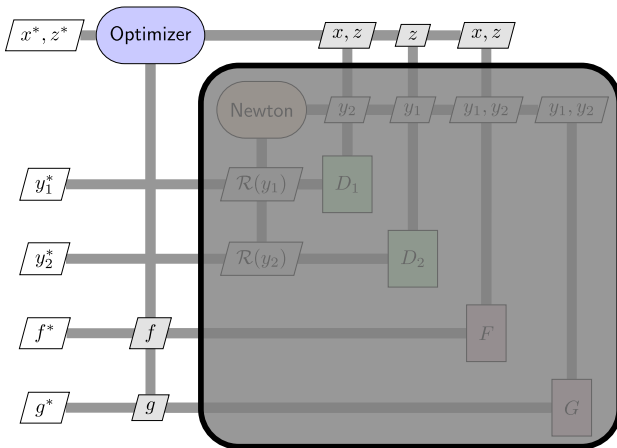 x*, z* Optimizer x, z z x, z
Newton y₂ y₁ y₁, y₂ y₁, y₂
y₁* ℛ(y₁) D₁
y₂* ℛ(y₂) D₂
f* f F
g* g G